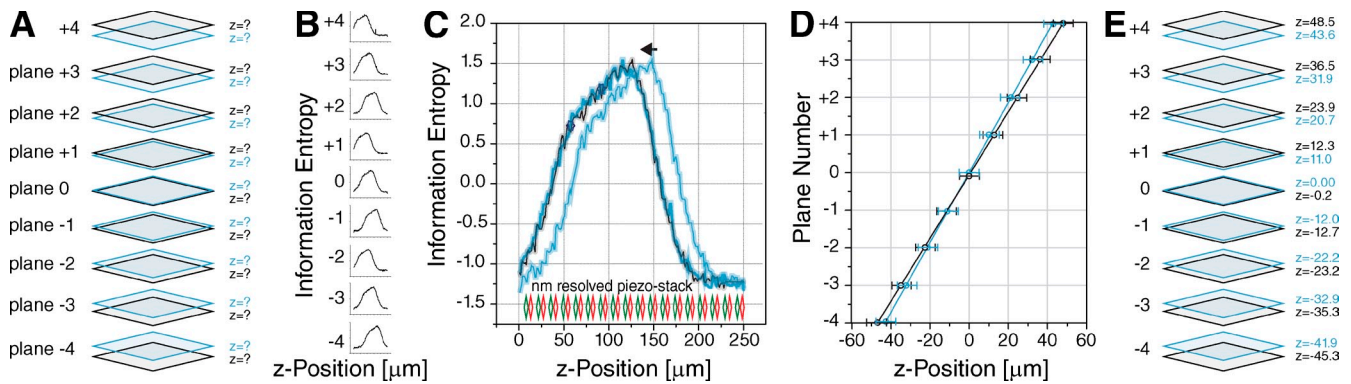 A
+4
z=?
z=?
plane +3
z=?
z=?
plane +2
z=?
z=?
plane +1
z=?
z=?
plane 0
z=?
z=?
plane -1
z=?
z=?
plane -2
z=?
z=?
plane -3
z=?
z=?
plane -4
z=?
z=?
B
Information Entropy
+4
+3
+2
+1
0
-1
-2
-3
-4
z-Position [μm]
C
Information Entropy
2.0
1.5
1.0
0.5
0.0
-0.5
-1.0
-1.5
nm resolved piezo-stack
0 50 100 150 200 250
z-Position [μm]
D
Plane Number
+4
+3
+2
+1
0
-1
-2
-3
-4
-60 -40 -20 0 20 40 60
z-Position [μm]
E
+4
z=48.5
z=43.6
+3
z=36.5
z=31.9
+2
z=23.9
z=20.7
+1
z=12.3
z=11.0
0
z=0.00
z=-0.2
-1
z=-12.0
z=-12.7
-2
z=-22.2
z=-23.2
-3
z=-32.9
z=-35.3
-4
z=-41.9
z=-45.3